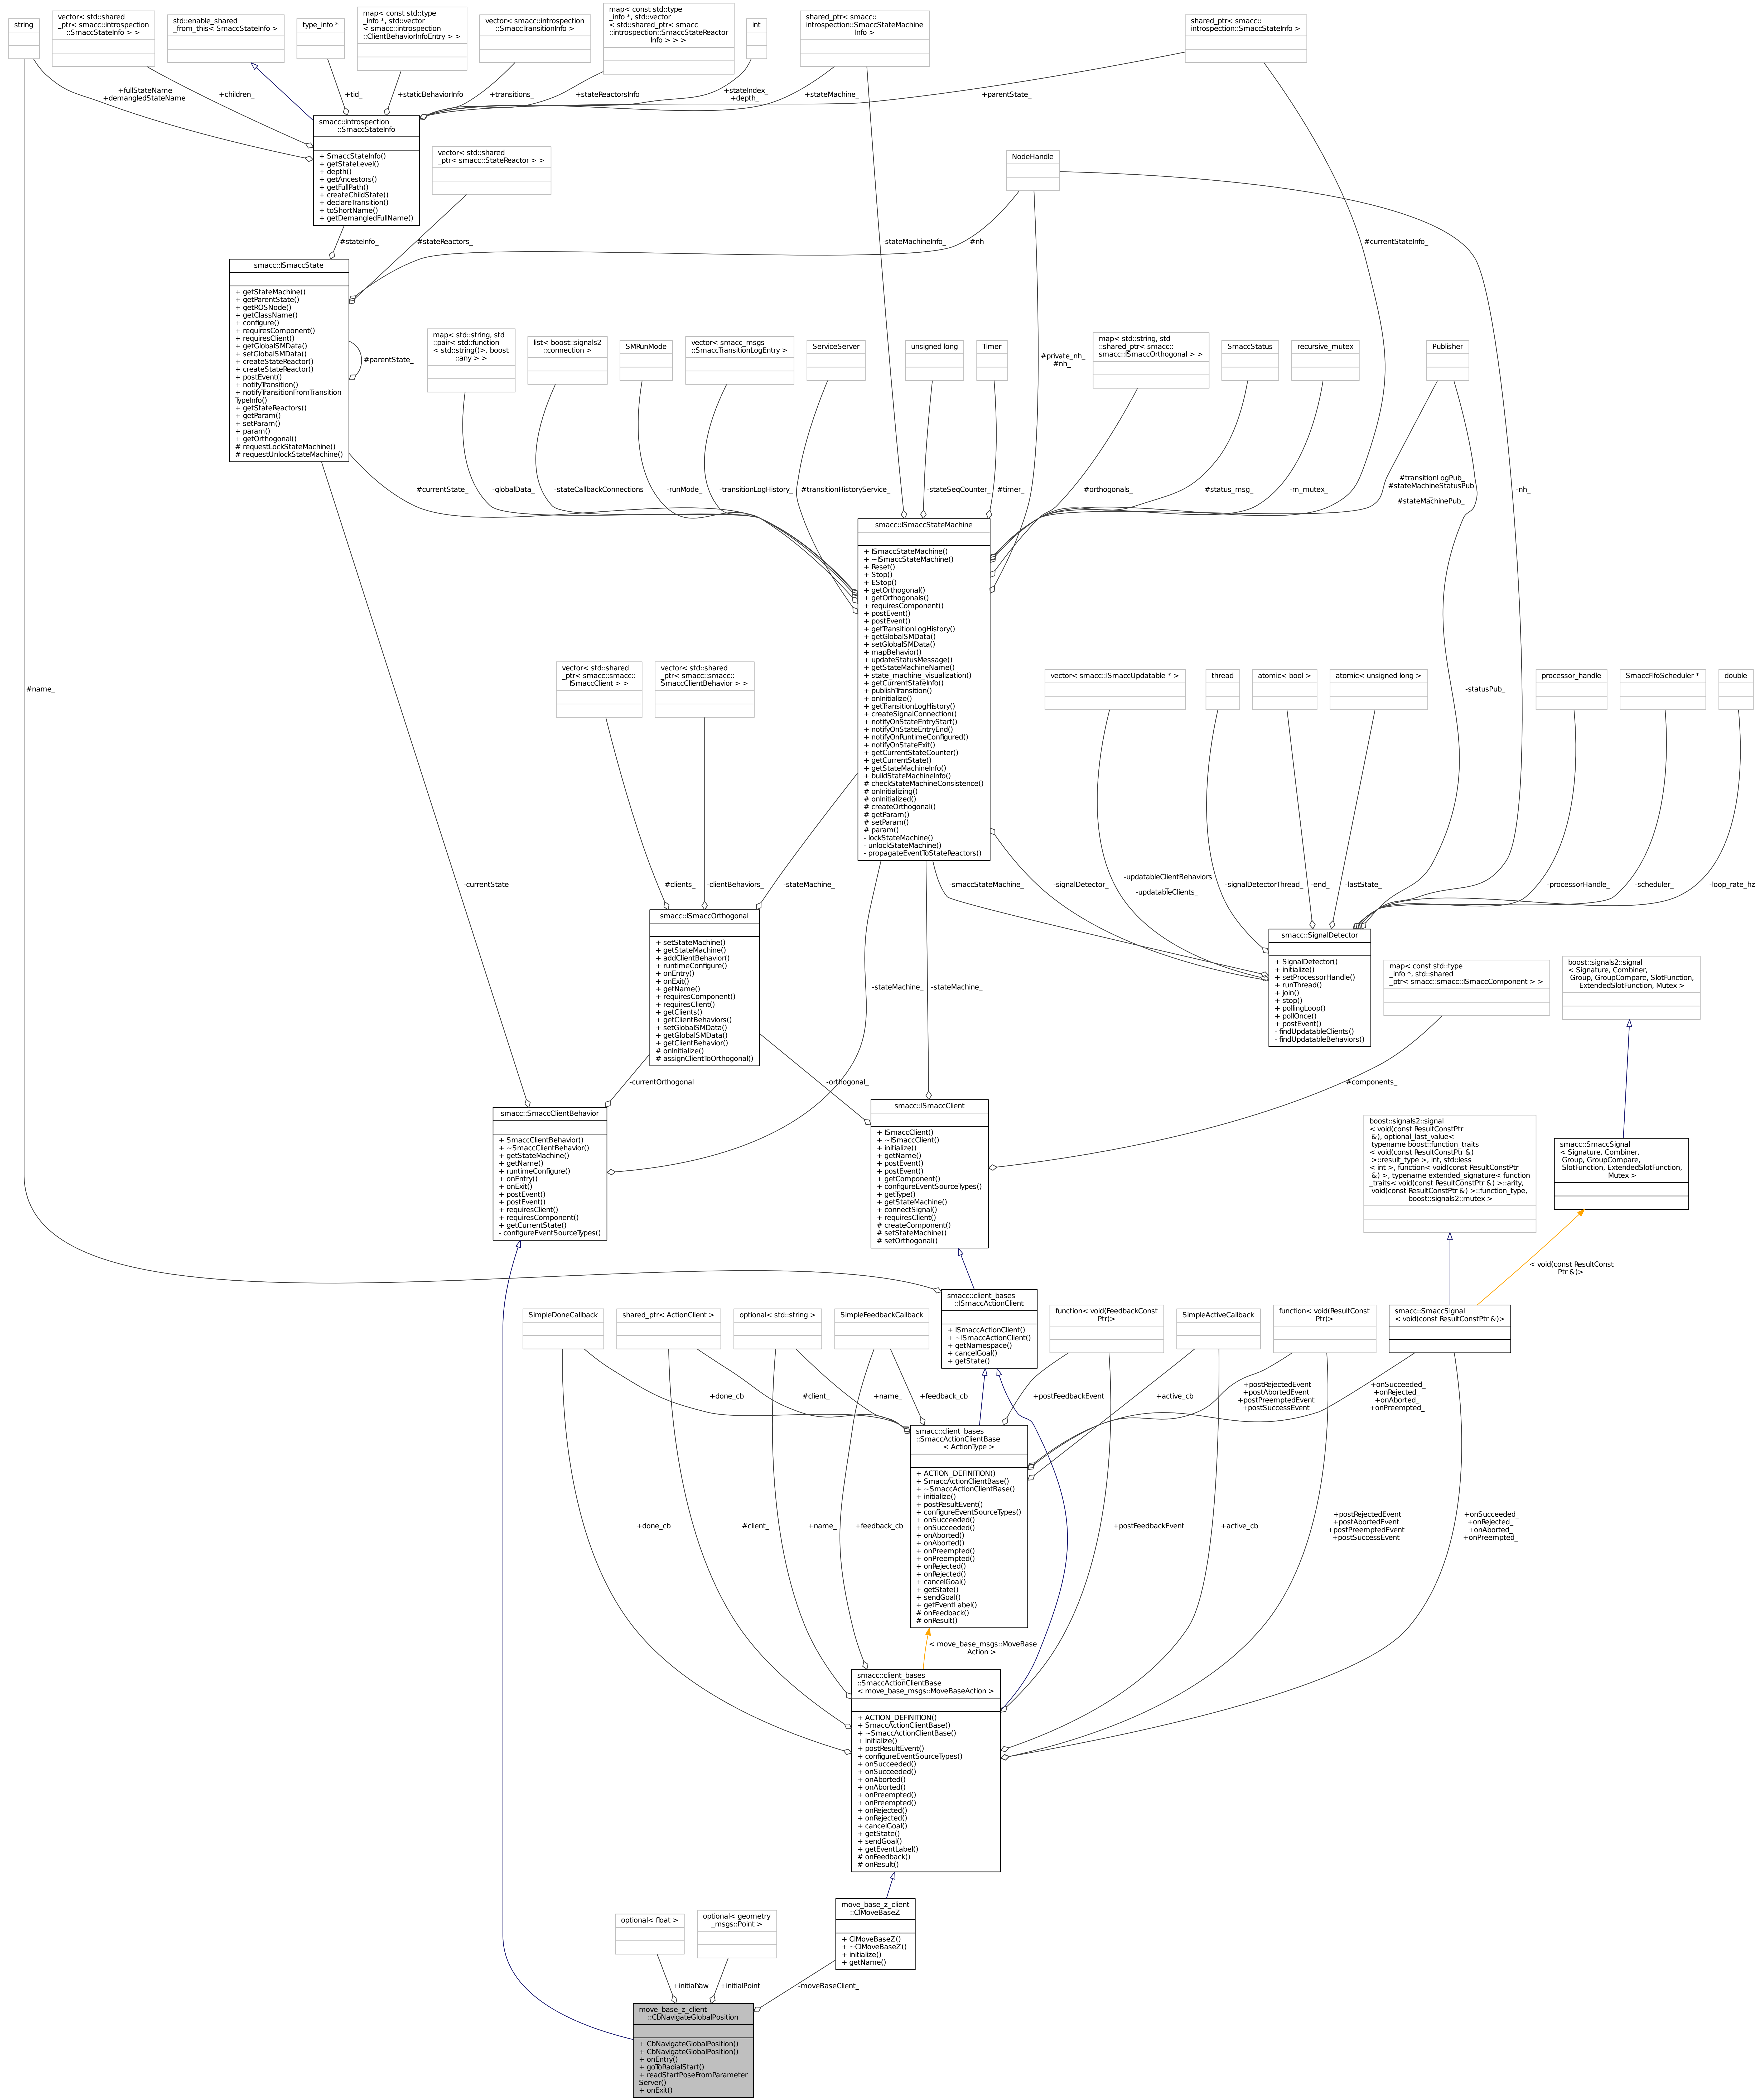 string
vector< std::shared
_ptr< smacc::introspection
::SmaccStateInfo > >
std::enable_shared
_from_this< SmaccStateInfo >
type_info *
map< const std::type
_info *, std::vector
< smacc::introspection
::ClientBehaviorInfoEntry > >
vector< smacc::introspection
::SmaccTransitionInfo >
map< const std::type
_info *, std::vector
< std::shared_ptr< smacc
::introspection::SmaccStateReactor
Info > > >
int
shared_ptr< smacc::
introspection::SmaccStateMachine
Info >
shared_ptr< smacc::
introspection::SmaccStateInfo >
+fullStateName
+demangledStateName
+children_
+tid_
+staticBehaviorInfo
+transitions_
+stateReactorsInfo
+stateIndex_
+depth_
+stateMachine_
+parentState_
smacc::introspection
::SmaccStateInfo
+ SmaccStateInfo()
+ getStateLevel()
+ depth()
+ getAncestors()
+ getFullPath()
+ createChildState()
+ declareTransition()
+ toShortName()
+ getDemangledFullName()
vector< std::shared
_ptr< smacc::StateReactor > >
NodeHandle
#stateInfo_
#stateReactors_
-stateMachineInfo_
#nh
#currentStateInfo_
smacc::ISmaccState
+ getStateMachine()
+ getParentState()
+ getROSNode()
+ getClassName()
+ configure()
+ requiresComponent()
+ requiresClient()
+ getGlobalSMData()
+ setGlobalSMData()
+ createStateReactor()
+ createStateReactor()
+ postEvent()
+ notifyTransition()
+ notifyTransitionFromTransition
TypeInfo()
+ getStateReactors()
+ getParam()
+ setParam()
+ param()
+ getOrthogonal()
# requestLockStateMachine()
# requestUnlockStateMachine()
#parentState_
map< std::string, std
::pair< std::function
< std::string()>, boost
::any > >
list< boost::signals2
::connection >
SMRunMode
vector< smacc_msgs
::SmaccTransitionLogEntry >
ServiceServer
unsigned long
Timer
#private_nh_
#nh_
map< std::string, std
::shared_ptr< smacc::
smacc::ISmaccOrthogonal > >
SmaccStatus
recursive_mutex
Publisher
#currentState_
-globalData_
-stateCallbackConnections
-runMode_
-transitionLogHistory_
#transitionHistoryService_
-stateSeqCounter_
#timer_
#orthogonals_
#status_msg_
-m_mutex_
#transitionLogPub_
#stateMachineStatusPub
_
#stateMachinePub_
-nh_
smacc::ISmaccStateMachine
+ ISmaccStateMachine()
+ ~ISmaccStateMachine()
+ Reset()
+ Stop()
+ EStop()
+ getOrthogonal()
+ getOrthogonals()
+ requiresComponent()
+ postEvent()
+ postEvent()
+ getTransitionLogHistory()
+ getGlobalSMData()
+ setGlobalSMData()
+ mapBehavior()
+ updateStatusMessage()
+ getStateMachineName()
+ state_machine_visualization()
+ getCurrentStateInfo()
+ publishTransition()
+ onInitialize()
+ getTransitionLogHistory()
+ createSignalConnection()
+ notifyOnStateEntryStart()
+ notifyOnStateEntryEnd()
+ notifyOnRuntimeConfigured()
+ notifyOnStateExit()
+ getCurrentStateCounter()
+ getCurrentState()
+ getStateMachineInfo()
+ buildStateMachineInfo()
# checkStateMachineConsistence()
# onInitializing()
# onInitialized()
# createOrthogonal()
# getParam()
# setParam()
# param()
- lockStateMachine()
- unlockStateMachine()
- propagateEventToStateReactors()
#name_
vector< std::shared
_ptr< smacc::smacc::
ISmaccClient > >
vector< std::shared
_ptr< smacc::smacc::
SmaccClientBehavior > >
vector< smacc::ISmaccUpdatable * >
thread
atomic< bool >
atomic< unsigned long >
-statusPub_
processor_handle
SmaccFifoScheduler *
double
-currentState
#clients_
-clientBehaviors_
-stateMachine_
-smaccStateMachine_
-signalDetector_
-updatableClientBehaviors
_
-updatableClients_
-signalDetectorThread_
-end_
-lastState_
-processorHandle_
-scheduler_
-loop_rate_hz
smacc::ISmaccOrthogonal
+ setStateMachine()
+ getStateMachine()
+ addClientBehavior()
+ runtimeConfigure()
+ onEntry()
+ onExit()
+ getName()
+ requiresComponent()
+ requiresClient()
+ getClients()
+ getClientBehaviors()
+ setGlobalSMData()
+ getGlobalSMData()
+ getClientBehavior()
# onInitialize()
# assignClientToOrthogonal()
-stateMachine_
-stateMachine_
smacc::SignalDetector
+ SignalDetector()
+ initialize()
+ setProcessorHandle()
+ runThread()
+ join()
+ stop()
+ pollingLoop()
+ pollOnce()
+ postEvent()
- findUpdatableClients()
- findUpdatableBehaviors()
map< const std::type
_info *, std::shared
_ptr< smacc::smacc::ISmaccComponent > >
boost::signals2::signal
< Signature, Combiner,
Group, GroupCompare, SlotFunction,
ExtendedSlotFunction, Mutex >
-currentOrthogonal
-orthogonal_
#components_
smacc::SmaccClientBehavior
+ SmaccClientBehavior()
+ ~SmaccClientBehavior()
+ getStateMachine()
+ getName()
+ runtimeConfigure()
+ onEntry()
+ onExit()
+ postEvent()
+ postEvent()
+ requiresClient()
+ requiresComponent()
+ getCurrentState()
- configureEventSourceTypes()
smacc::ISmaccClient
+ ISmaccClient()
+ ~ISmaccClient()
+ initialize()
+ getName()
+ postEvent()
+ postEvent()
+ getComponent()
+ configureEventSourceTypes()
+ getType()
+ getStateMachine()
+ connectSignal()
+ requiresClient()
# createComponent()
# setStateMachine()
# setOrthogonal()
boost::signals2::signal
< void(const ResultConstPtr
&), optional_last_value<
typename boost::function_traits
< void(const ResultConstPtr &)
>::result_type >, int, std::less
< int >, function< void(const ResultConstPtr
&) >, typename extended_signature< function
_traits< void(const ResultConstPtr &) >::arity,
void(const ResultConstPtr &) >::function_type,
boost::signals2::mutex >
smacc::SmaccSignal
< Signature, Combiner,
Group, GroupCompare,
SlotFunction, ExtendedSlotFunction,
Mutex >
< void(const ResultConst
Ptr &)>
smacc::client_bases
::ISmaccActionClient
+ ISmaccActionClient()
+ ~ISmaccActionClient()
+ getNamespace()
+ cancelGoal()
+ getState()
SimpleDoneCallback
shared_ptr< ActionClient >
optional< std::string >
SimpleFeedbackCallback
function< void(FeedbackConst
Ptr)>
SimpleActiveCallback
function< void(ResultConst
Ptr)>
smacc::SmaccSignal
< void(const ResultConstPtr &)>
+done_cb
#client_
+name_
+feedback_cb
+postFeedbackEvent
+active_cb
+postRejectedEvent
+postAbortedEvent
+postPreemptedEvent
+postSuccessEvent
+onSucceeded_
+onRejected_
+onAborted_
+onPreempted_
smacc::client_bases
::SmaccActionClientBase
< ActionType >
+ ACTION_DEFINITION()
+ SmaccActionClientBase()
+ ~SmaccActionClientBase()
+ initialize()
+ postResultEvent()
+ configureEventSourceTypes()
+ onSucceeded()
+ onSucceeded()
+ onAborted()
+ onAborted()
+ onPreempted()
+ onPreempted()
+ onRejected()
+ onRejected()
+ cancelGoal()
+ getState()
+ sendGoal()
+ getEventLabel()
# onFeedback()
# onResult()
+done_cb
#client_
+name_
+feedback_cb
+postFeedbackEvent
+active_cb
+postRejectedEvent
+postAbortedEvent
+postPreemptedEvent
+postSuccessEvent
+onSucceeded_
+onRejected_
+onAborted_
+onPreempted_
< move_base_msgs::MoveBase
Action >
smacc::client_bases
::SmaccActionClientBase
< move_base_msgs::MoveBaseAction >
+ ACTION_DEFINITION()
+ SmaccActionClientBase()
+ ~SmaccActionClientBase()
+ initialize()
+ postResultEvent()
+ configureEventSourceTypes()
+ onSucceeded()
+ onSucceeded()
+ onAborted()
+ onAborted()
+ onPreempted()
+ onPreempted()
+ onRejected()
+ onRejected()
+ cancelGoal()
+ getState()
+ sendGoal()
+ getEventLabel()
# onFeedback()
# onResult()
optional< float >
optional< geometry
_msgs::Point >
move_base_z_client
::ClMoveBaseZ
+ ClMoveBaseZ()
+ ~ClMoveBaseZ()
+ initialize()
+ getName()
+initialYaw
+initialPoint
-moveBaseClient_
move_base_z_client
::CbNavigateGlobalPosition
+ CbNavigateGlobalPosition()
+ CbNavigateGlobalPosition()
+ onEntry()
+ goToRadialStart()
+ readStartPoseFromParameter
Server()
+ onExit()